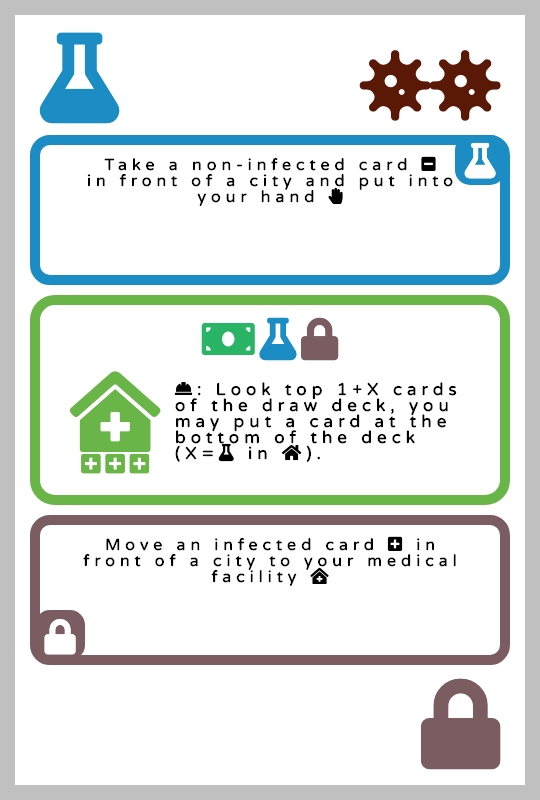 Take a non-infected card
in front of a city and put into
your hand
: Look top 1+X cards
of the draw deck, you
may put a card at the
bottom of the deck
(X= in ).
Move an infected card in
front of a city to your medical
facility